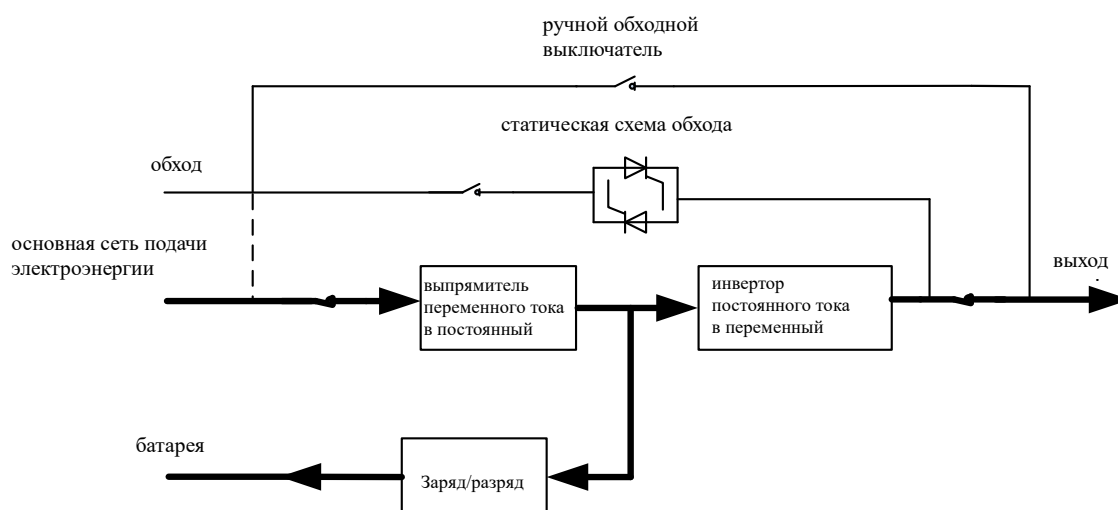 ручной обходной
выключатель
статическая схема обхода
обход
основная сеть подачи
электроэнергии
выход
выпрямитель
переменного тока
в постоянный
инвертор
постоянного тока
в переменный
батарея
Заряд/разряд